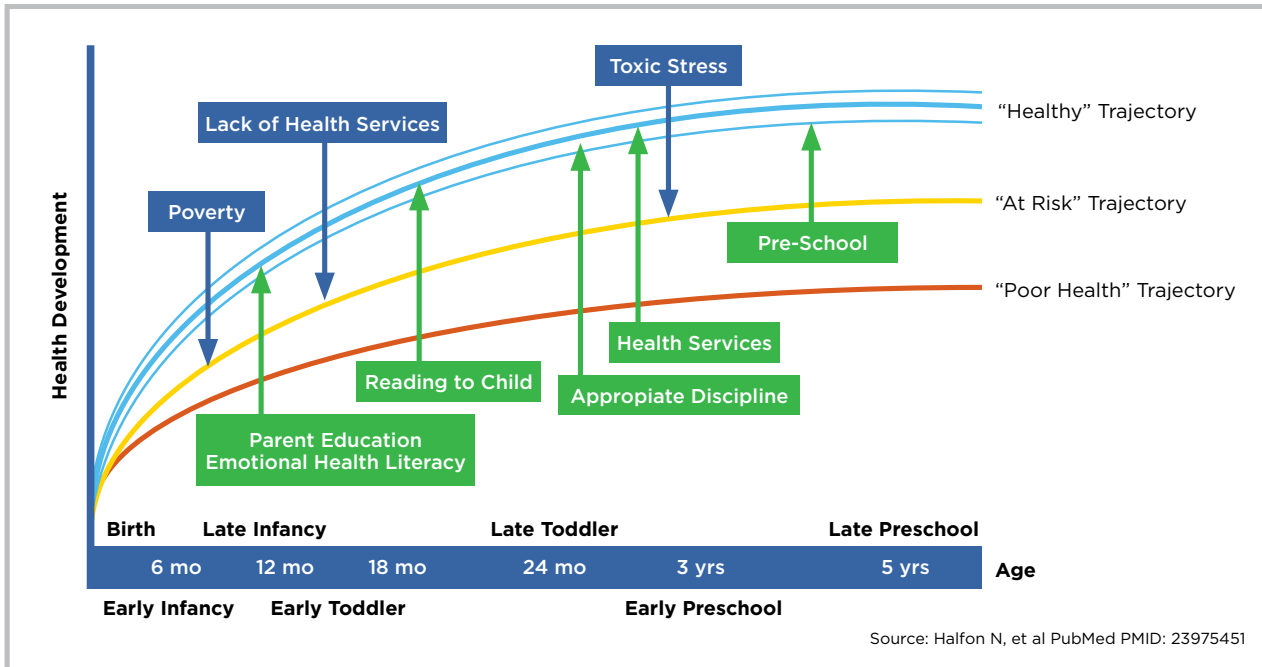 Toxic Stress
“Healthy” Trajectory
Lack of Health Services
“At Risk” Trajectory
Poverty
Pre-School
“Poor Health” Trajectory
Health Development
Health Services
Reading to Child
Appropiate Discipline
Parent Education
Emotional Health Literacy
Birth
Late Infancy
Late Toddler
Late Preschool
6 mo
12 mo
18 mo
24 mo
3 yrs
5 yrs
Age
Early Infancy
Early Toddler
Early Preschool
Source: Halfon N, et al PubMed PMID: 23975451